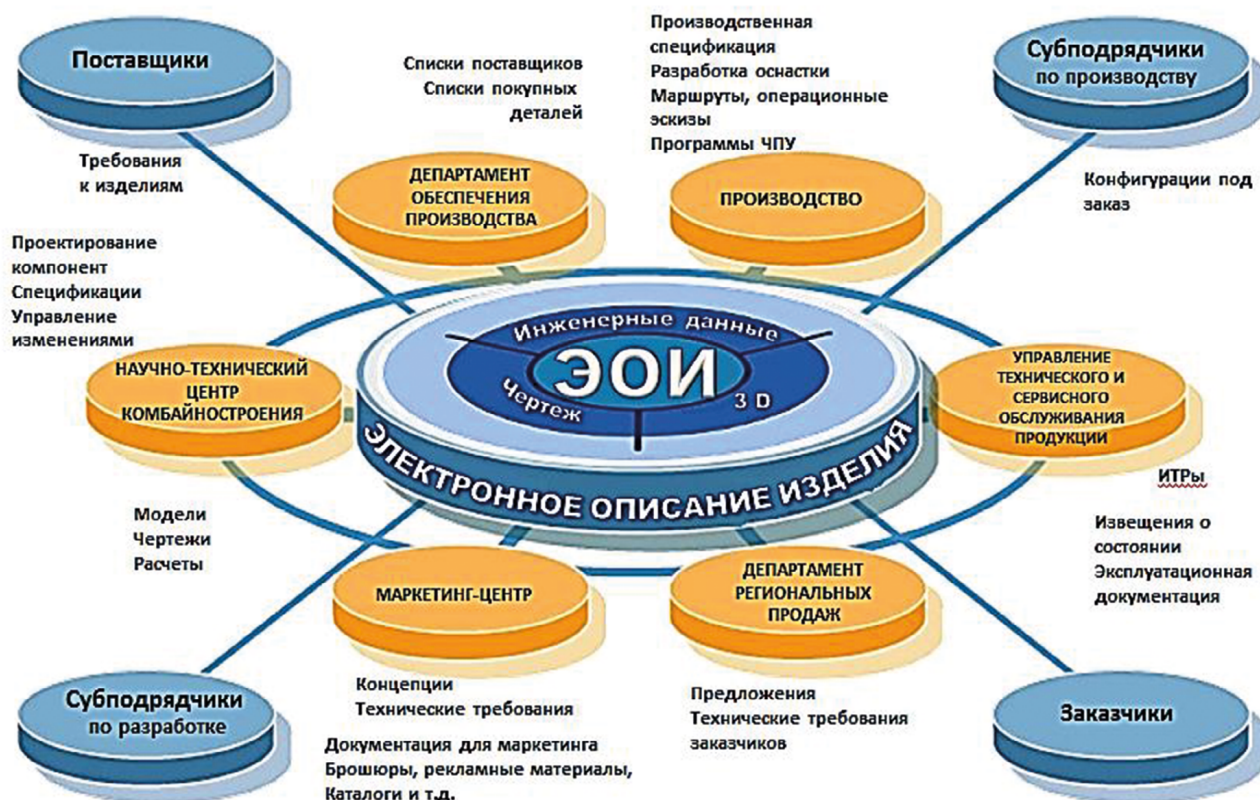 Поставщики
Требования
к изделиям
Списки поставщиков
Списки покупных
деталей
ДЕПАРТАМЕНТ
ОБЕСПЕЧЕНИЯ
ПРОИЗВОДСТВА
Производственная
спецификация
Разработка оснастки
Маршруты, операционные
эскизы
Программы ЧПУ
ПРОИЗВОДСТВО
Субподрядчики
по производству
Конфигурации под
заказ
Проектирование
компонент
Спецификации
Управление
изменениями
НАУЧНО-ТЕХНИЧЕСКИЙ
ЦЕНТР
КОМБАЙНОСТРОЕНИЯ
Инженерные данные
ЭОИ
Чертеж
3 D
ЭЛЕКТРОННОЕ ОПИСАНИЕ ИЗДЕЛИЯ
УПРАВЛЕНИЕ
ТЕХНИЧЕСКОГО И
СЕРВИСНОГО
ОБСЛУЖИВАНИЯ
ПРОДУКЦИИ
ИТРы
Извещения о
состоянии
Эксплуатационная
документация
Модели
Чертежи
Расчеты
МАРКЕТИНГ-ЦЕНТР
ДЕПАРТАМЕНТ
РЕГИОНАЛЬНЫХ
ПРОДАЖ
Субподрядчики
по разработке
Концепции
Технические требования
Документация для маркетинга
Брошюры, рекламные материалы,
Каталоги и т.д.
Предложения
Технические требования
заказчиков
Заказчики